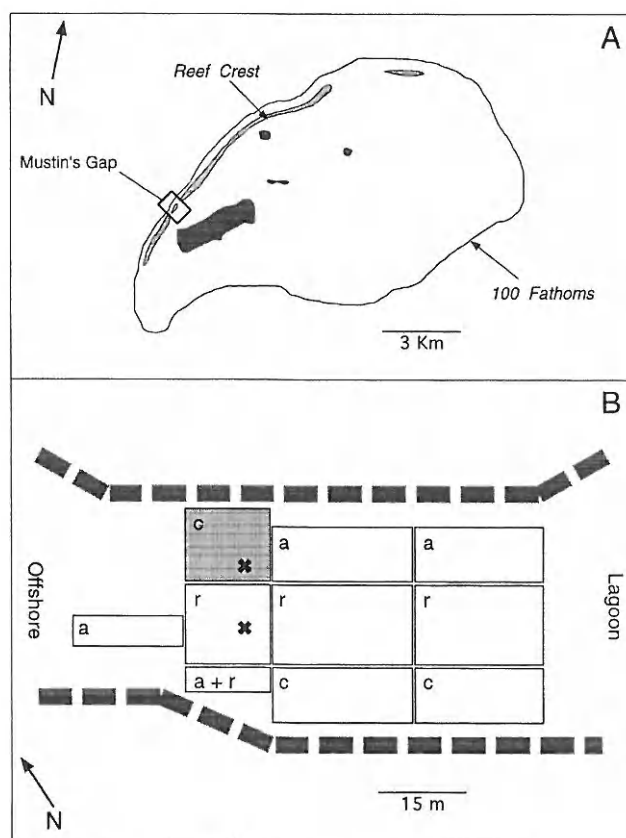 A
N
Reef Crest
Mustin's Gap
100 Fathoms
3 Km
B
Offshore
Lagoon
c
a
a
r
r
r
a
a + r
c
c
N
15 m